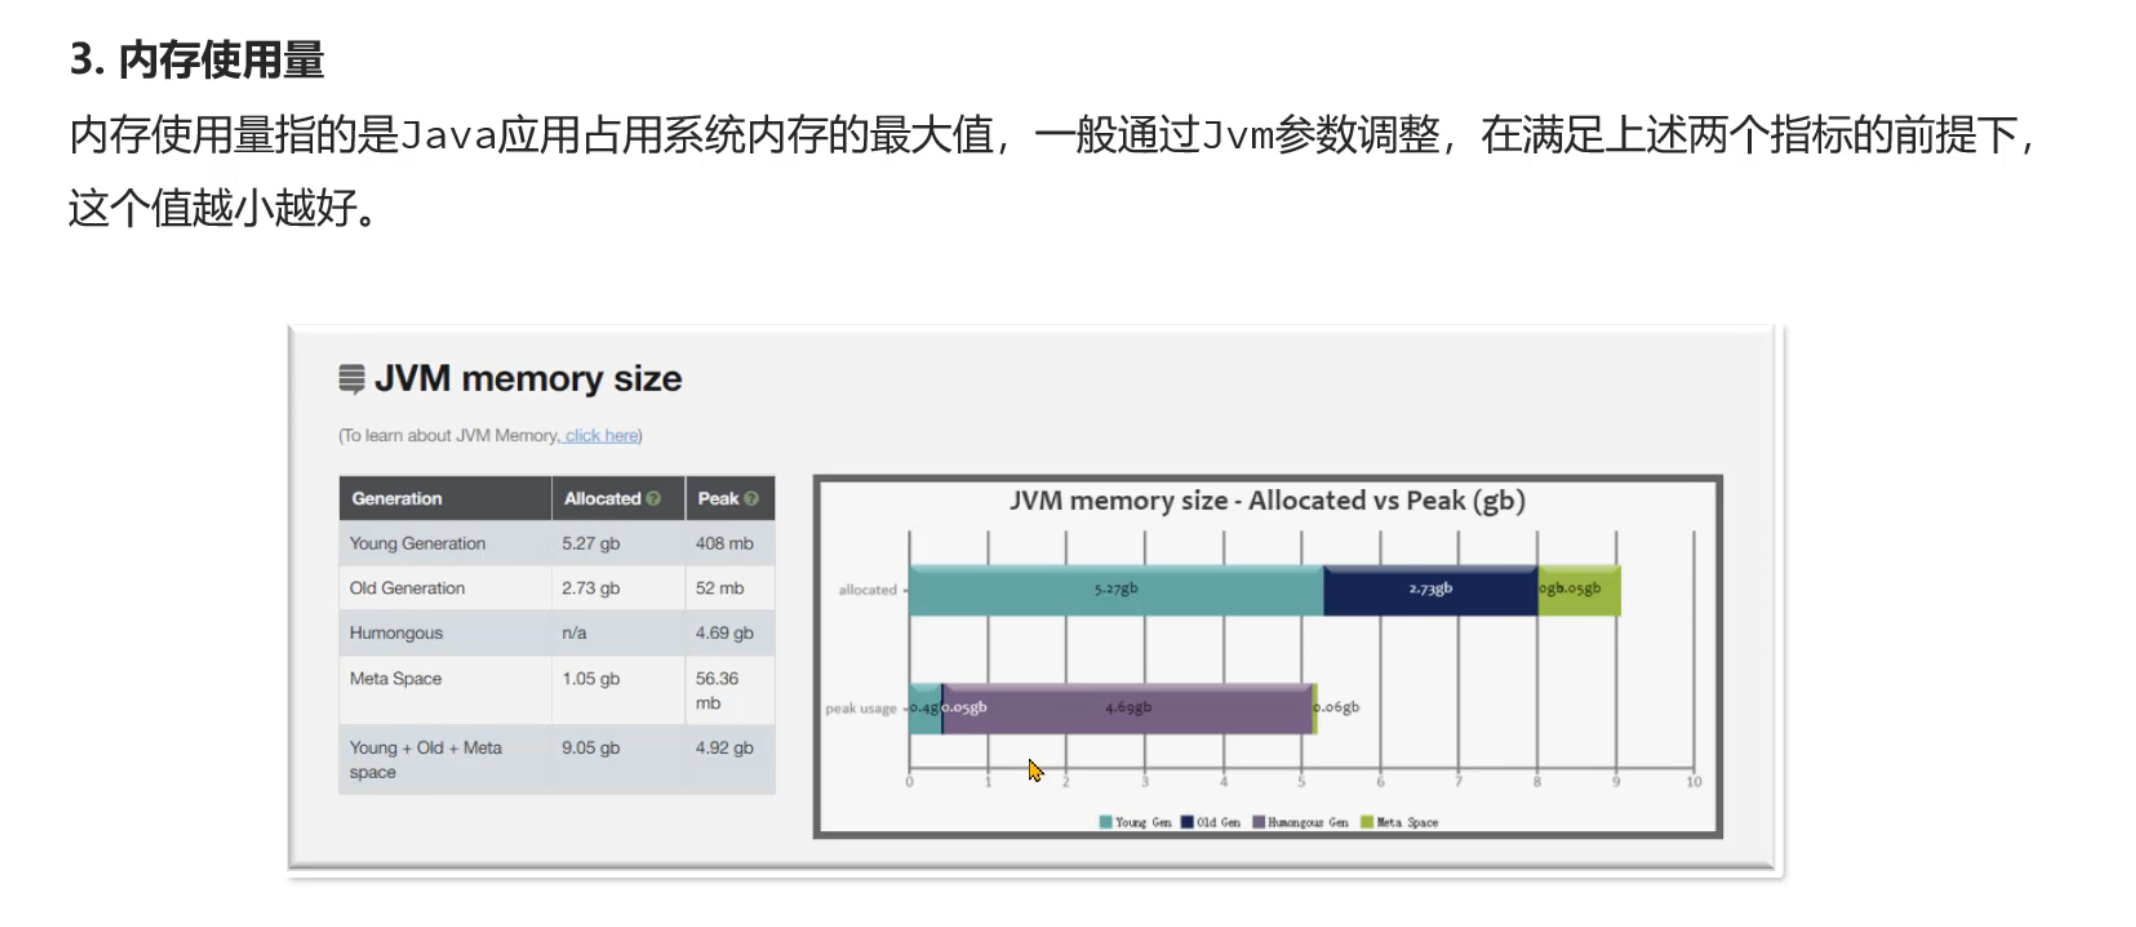 3. 内存使用量
内存使用量指的是Java应用占用系统内存的最大值，一般通过Jvm参数调整，在满足上述两个指标的前提下，
这个值越小越好。
JVM memory size
(To learn about JVM Memory, click here)
Generation Allocated Peak
Young Generation 5.27 gb 408 mb
Old Generation 2.73 gb 52 mb
Humongous n/a 4.69 gb
Meta Space 1.05 gb 56.36
mb
Young + Old + Meta 9.05 gb 4.92 gb
space
JVM memory size - Allocated vs Peak (gb)
allocated 5.27gb 2.73gb
peak usage 0.05gb 4.69gb 0.06gb
0 1 2 3 4 5 6 7 8 9 10
Young Gen Old Gen Humongous Gen Meta Space